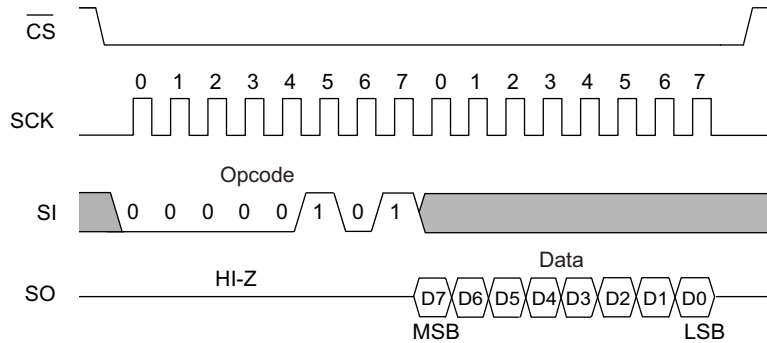 CS
0 1 2 3 4 5 6 7 0 1 2 3 4 5 6 7
SCK
Opcode
SI 0 0 0 0 0 1 0 1
Data
HI-Z
SO D7 D6 D5 D4 D3 D2 D1 D0
MSB LSB